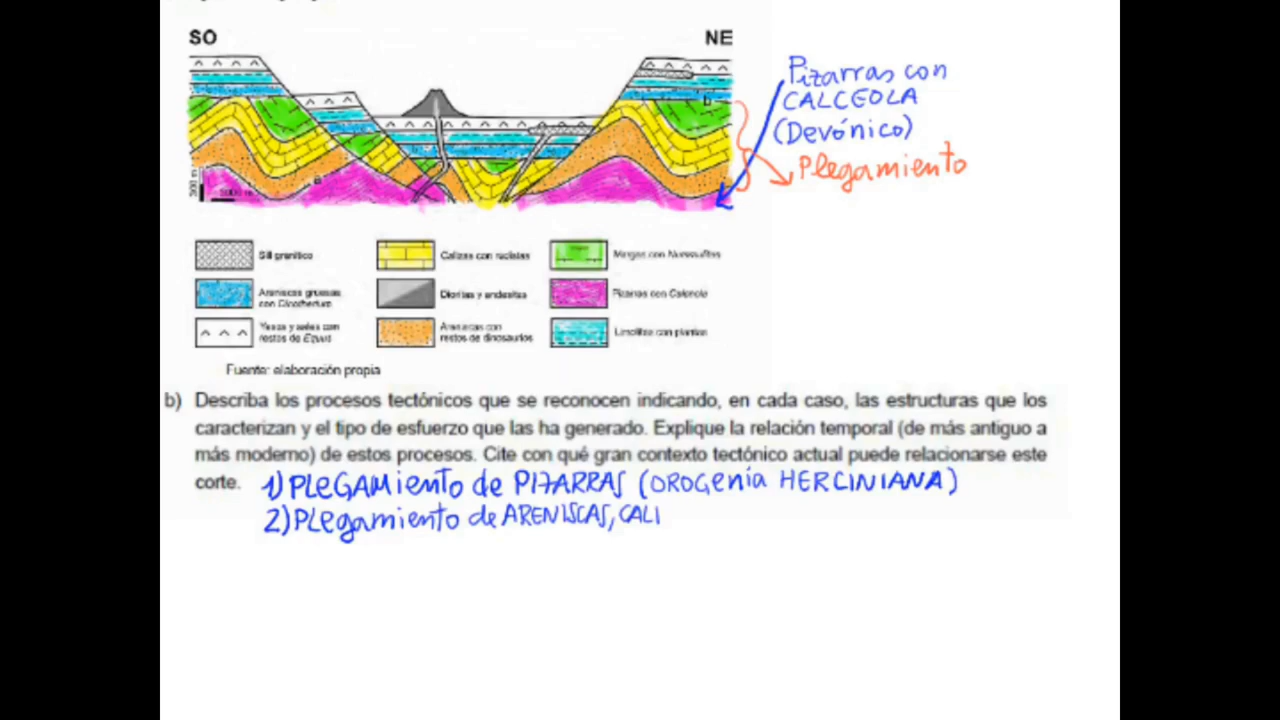 SO
NE
Pizarras con
CALCEOLA
(Devónico)
Plegamiento
b
a
300 m
Sill granítico
Calizas con rudistas
Margas con Nummulites
Areniscas gruesas
con Dinotherium
Dioritas y andesitas
Pizarras con Calceola
Yesos y sales con
restos de Equus
Areniscas con
restos de dinosaurios
Limolitas con plantas
Fuente: elaboración propia
b) Describa los procesos tectónicos que se reconocen indicando, en cada caso, las estructuras que los
caracterizan y el tipo de esfuerzo que las ha generado. Explique la relación temporal (de más antiguo a
más moderno) de estos procesos. Cite con qué gran contexto tectónico actual puede relacionarse este
corte.
1) PLEGAMiento de PIZARRAS (OROGenía HERCINIANA)
2) PLegamiento de ARENISCAS, CALI